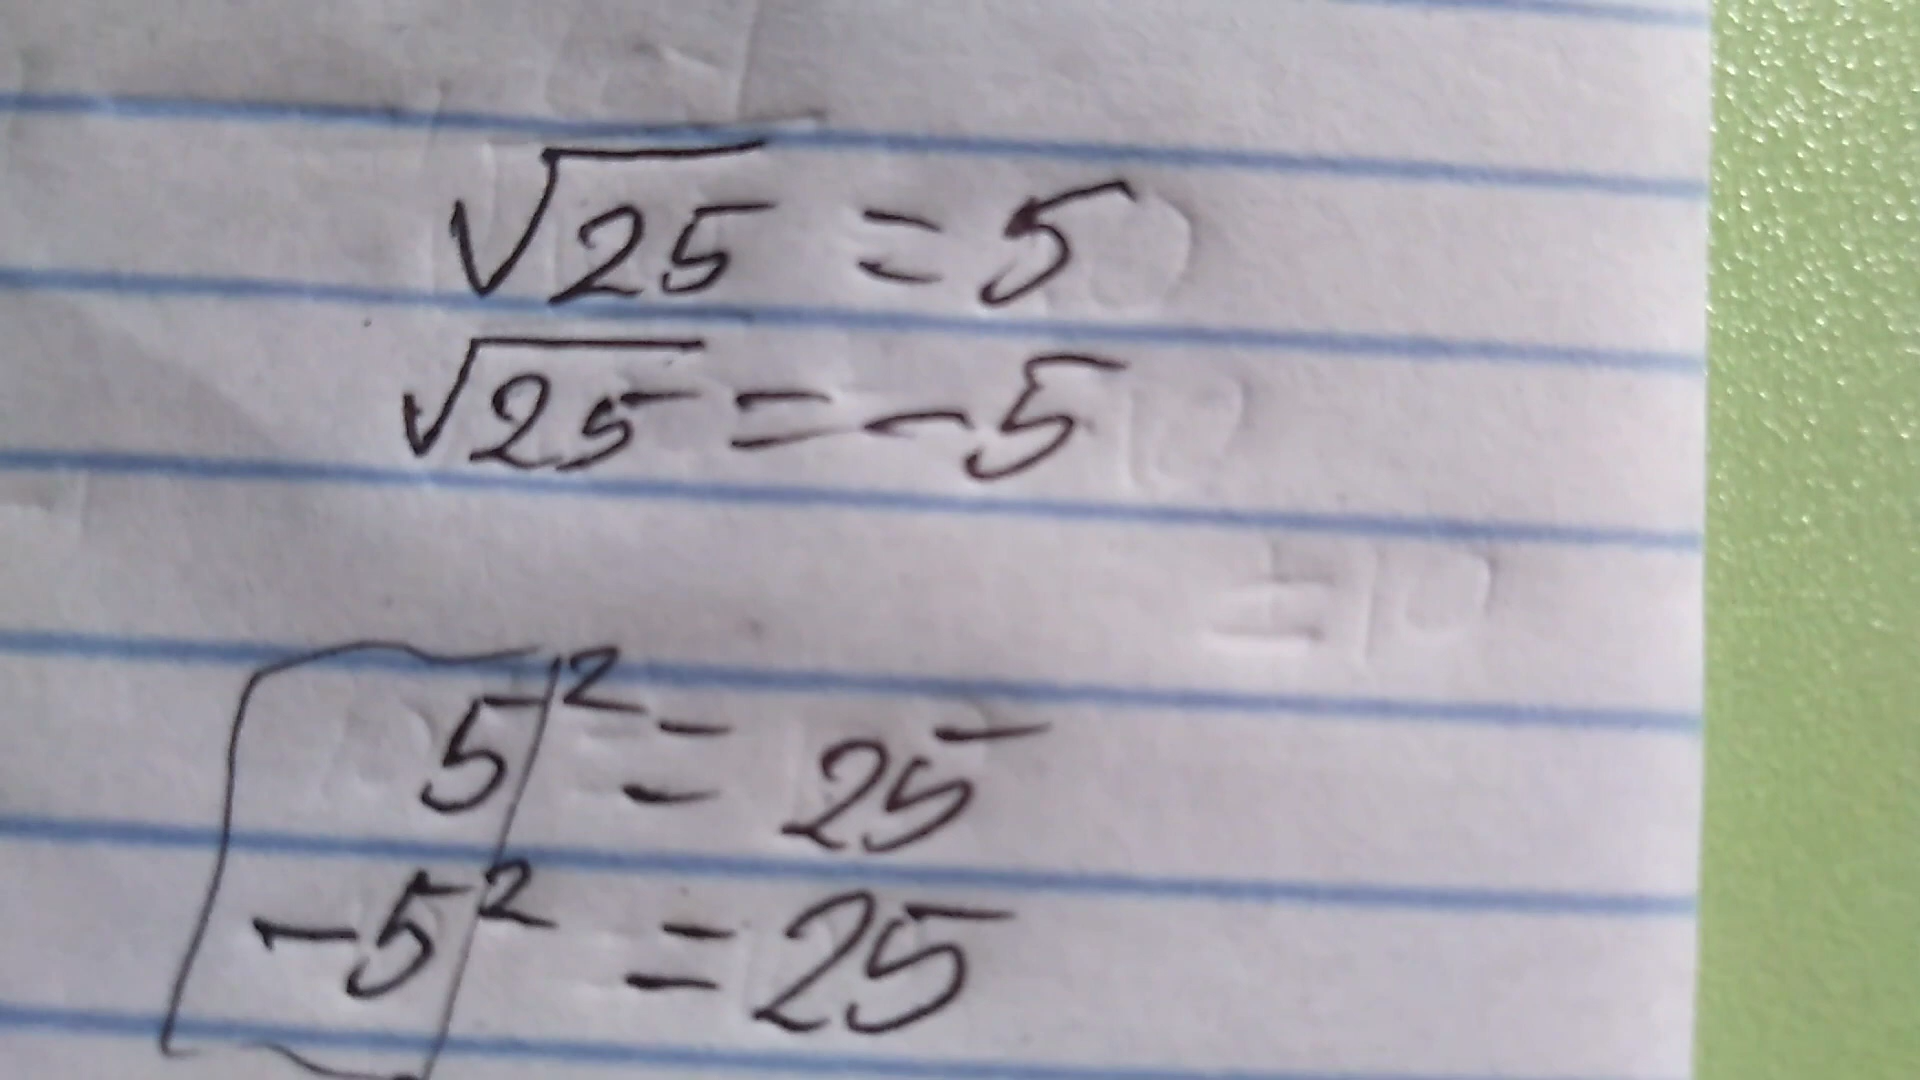 √25 = 5
√25 = -5
5² = 25
-5² = 25